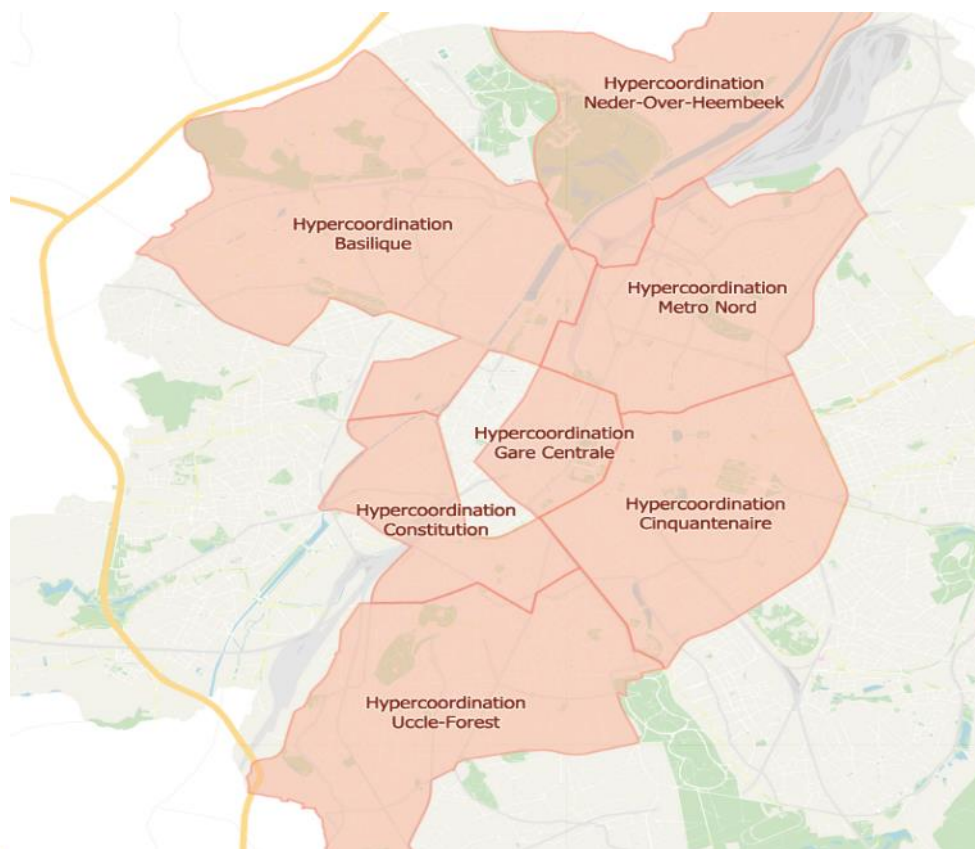 Hypercoordination
Neder-Over-Heembeek
Hypercoordination
Basilique
Hypercoordination
Metro Nord
Hypercoordination
Gare Centrale
Hypercoordination
Constitution
Hypercoordination
Cinquantenaire
Hypercoordination
Uccle-Forest